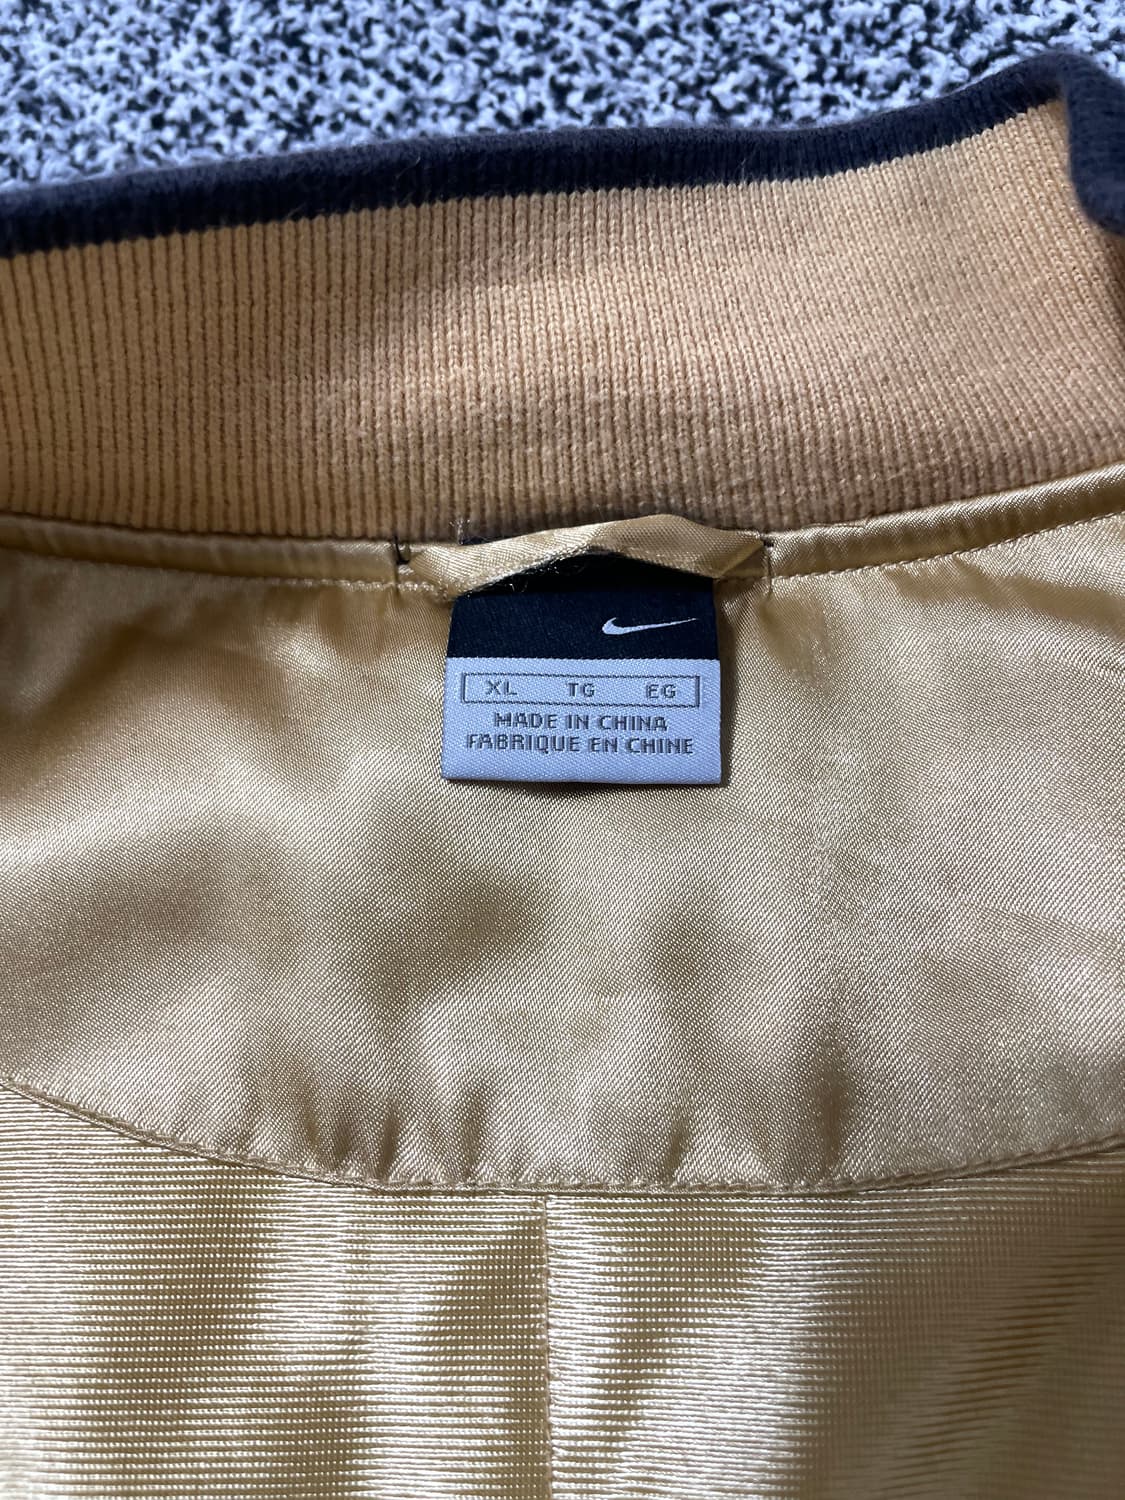 XL TG EG
MADE IN CHINA
FABRIQUE EN CHINE